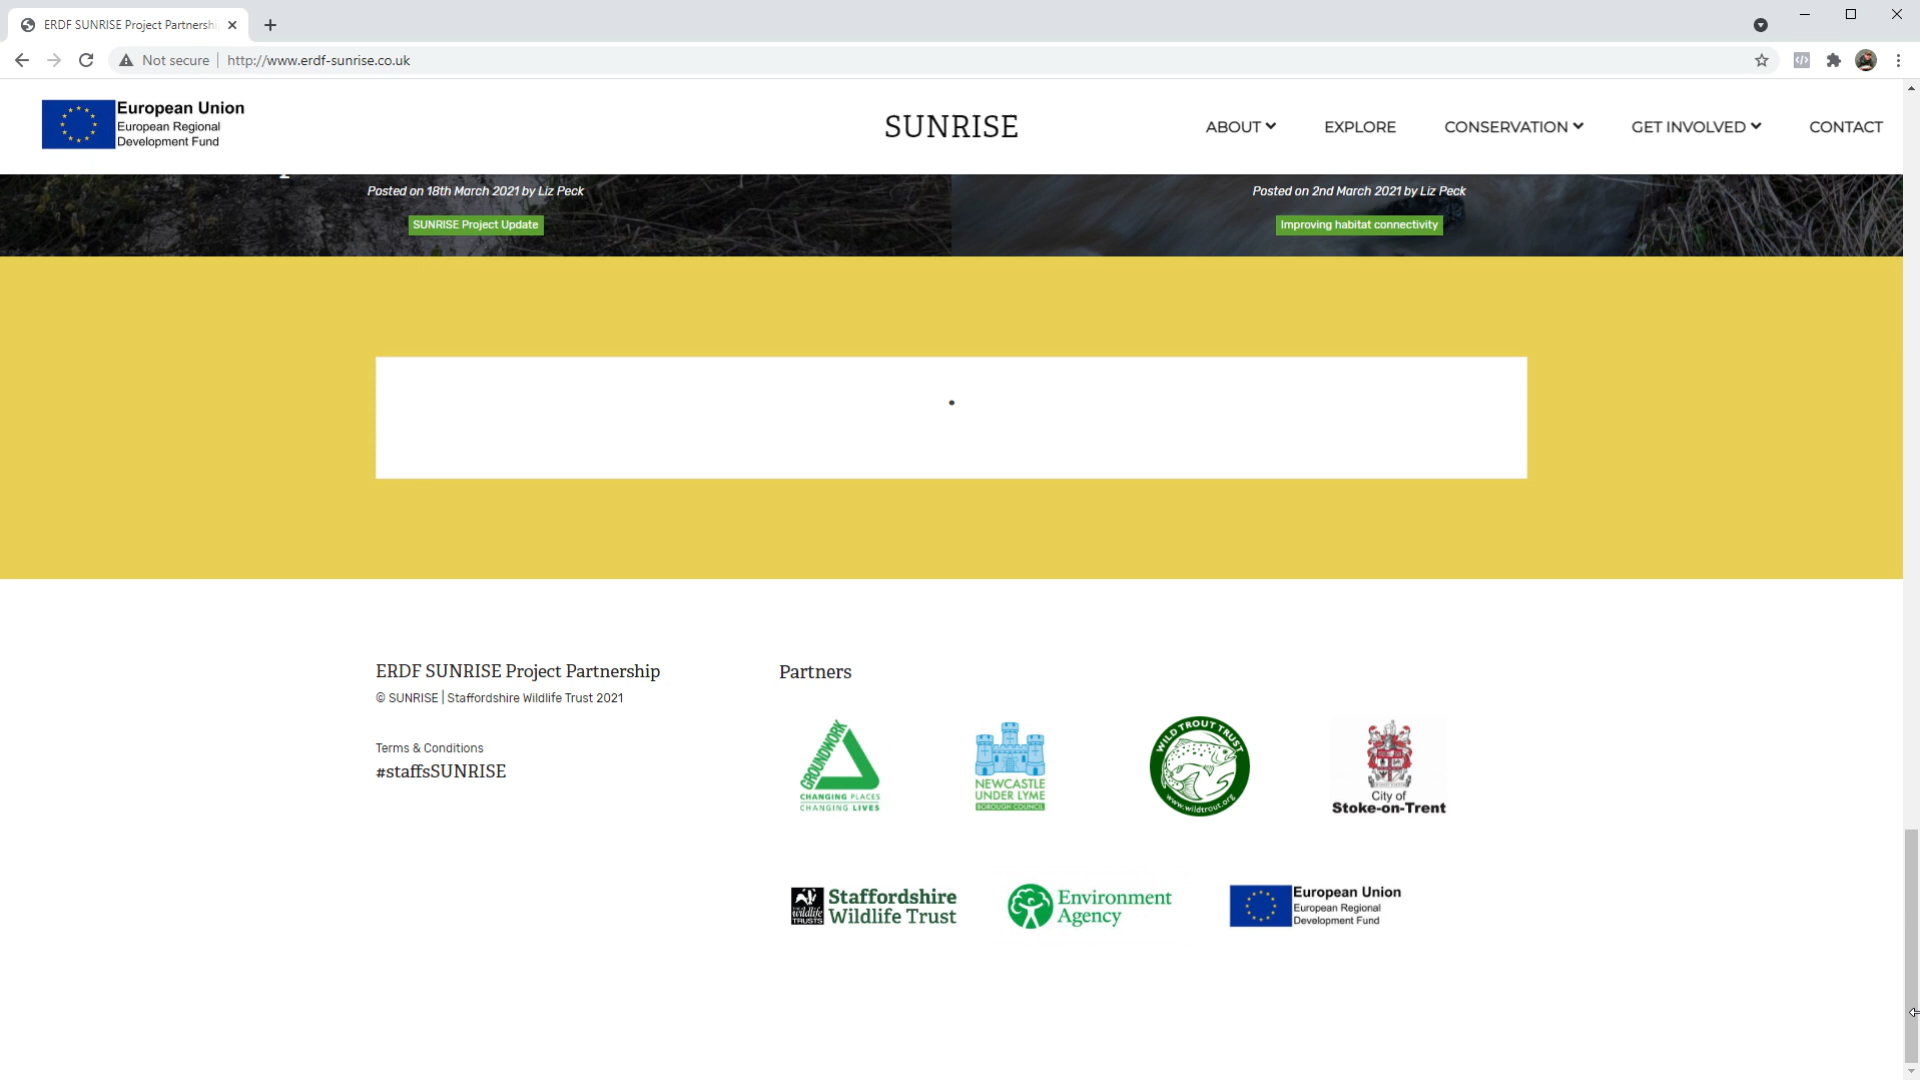 ERDF SUNRISE Project Partnersh
Not secure
http://www.erdf-sunrise.co.uk
European Union
European Regional
Development Fund
SUNRISE
ABOUT
EXPLORE
CONSERVATION
GET INVOLVED
CONTACT
Posted on 18th March 2021 by Liz Peck
SUNRISE Project Update
Posted on 2nd March 2021 by Liz Peck
Improving habitat connectivity
ERDF SUNRISE Project Partnership
© SUNRISE | Staffordshire Wildlife Trust 2021
Terms & Conditions
#staffsSUNRISE
Partners
GROUNDWORK
CHANGING PLACES
CHANGING LIVES
NEWCASTLE
UNDER LYME
BOROUGH COUNCIL
WILD TROUT TRUST
www.wildtrout.org
City of
Stoke-on-Trent
wildlife
TRUSTS
Staffordshire
Wildlife Trust
Environment
Agency
European Union
European Regional
Development Fund